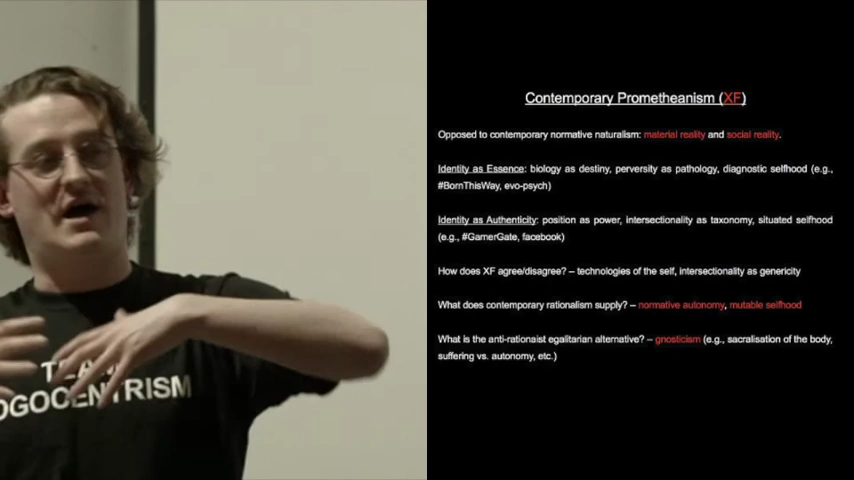 TEAM
OGOCENTRISM
Contemporary Prometheanism (XF)
Opposed to contemporary normative naturalism: material reality and social reality.
Identity as Essence: biology as destiny, perversity as pathology, diagnostic selfhood (e.g.,
#BornThisWay, evo-psych)
Identity as Authenticity: position as power, intersectionality as taxonomy, situated selfhood
(e.g., #GamerGate, facebook)
How does XF agree/disagree? – technologies of the self, intersectionality as genericity
What does contemporary rationalism supply? – normative autonomy, mutable selfhood
What is the anti-rationaist egalitarian alternative? – gnosticism (e.g., sacralisation of the body,
suffering vs. autonomy, etc.)